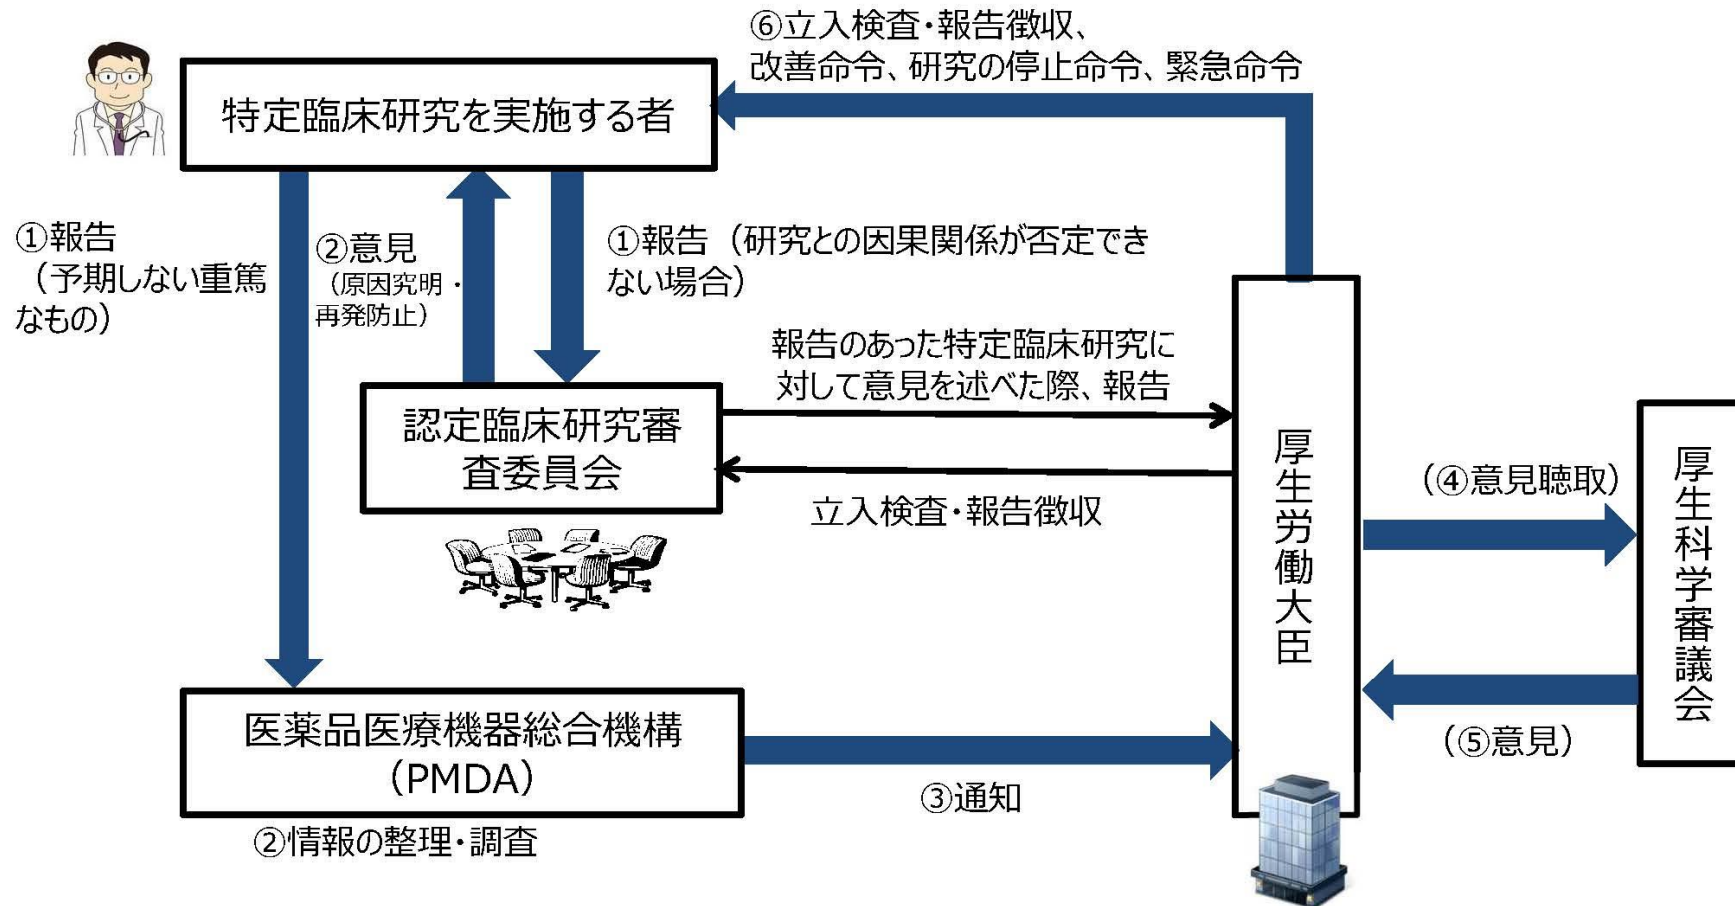 ⑥立入検査・報告徴収、
改善命令、研究の停止命令、緊急命令
特定臨床研究を実施する者
①報告
（予期しない重篤
なもの）
②意見
（原因究明・
再発防止）
①報告（研究との因果関係が否定でき
ない場合）
報告のあった特定臨床研究に
対して意見を述べた際、報告
認定臨床研究審
査委員会
立入検査・報告徴収
厚生労働大臣
（④意見聴取）
厚生科学審議会
（⑤意見）
医薬品医療機器総合機構
（PMDA）
③通知
②情報の整理・調査